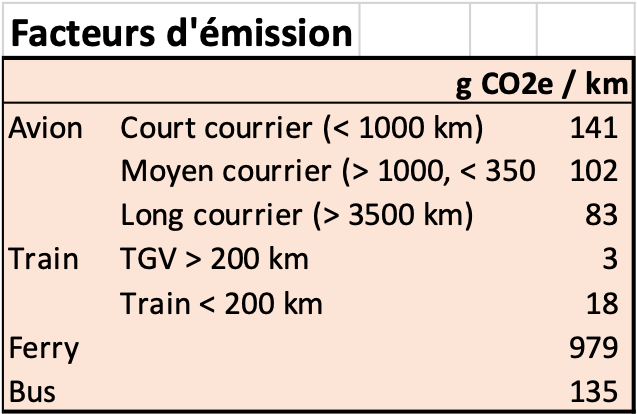 Facteurs d'émission
g CO2e / km
Avion Court courrier (< 1000 km) 141
Moyen courrier (> 1000, < 350 102
Long courrier (> 3500 km) 83
Train TGV > 200 km 3
Train < 200 km 18
Ferry 979
Bus 135